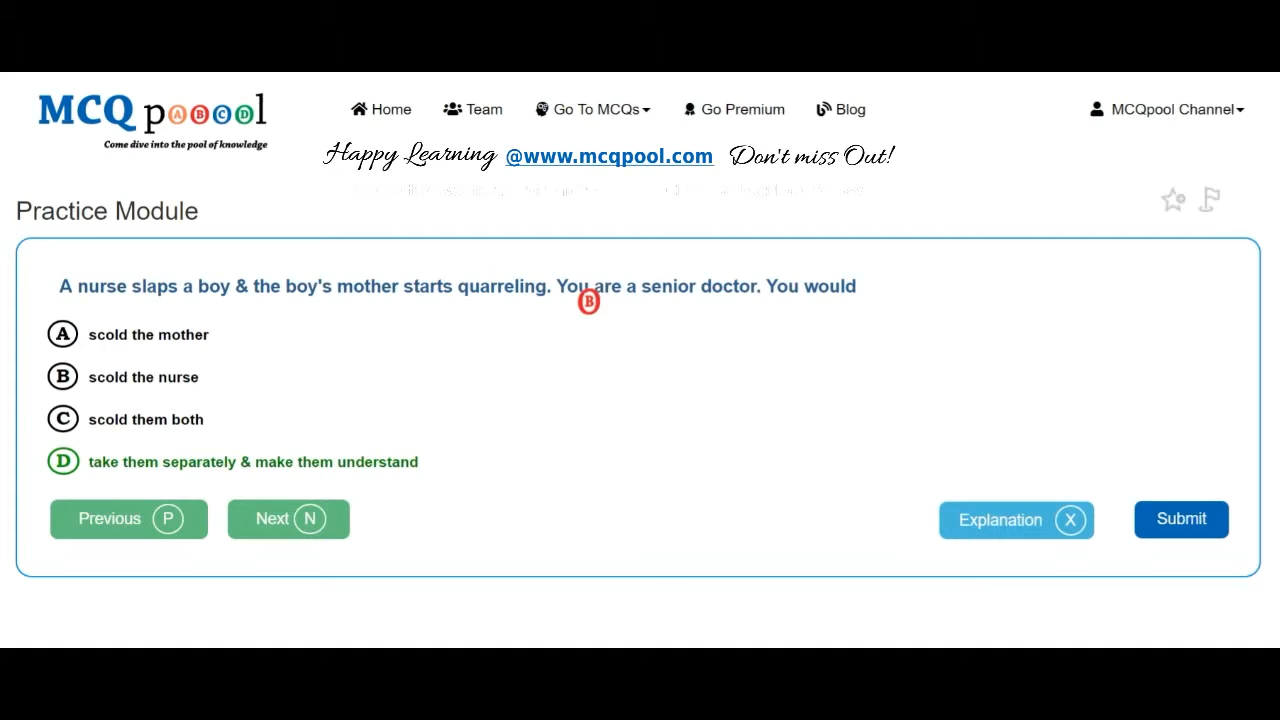 MCQ pABCDl
Come dive into the pool of knowledge
Home Team Go To MCQs Go Premium Blog MCQpool Channel
Happy Learning @www.mcqpool.com Don't miss Out!
Practice Module
A nurse slaps a boy & the boy's mother starts quarreling. You are a senior doctor. You would
B
A scold the mother
B scold the nurse
C scold them both
D take them separately & make them understand
Previous P Next N Explanation X Submit